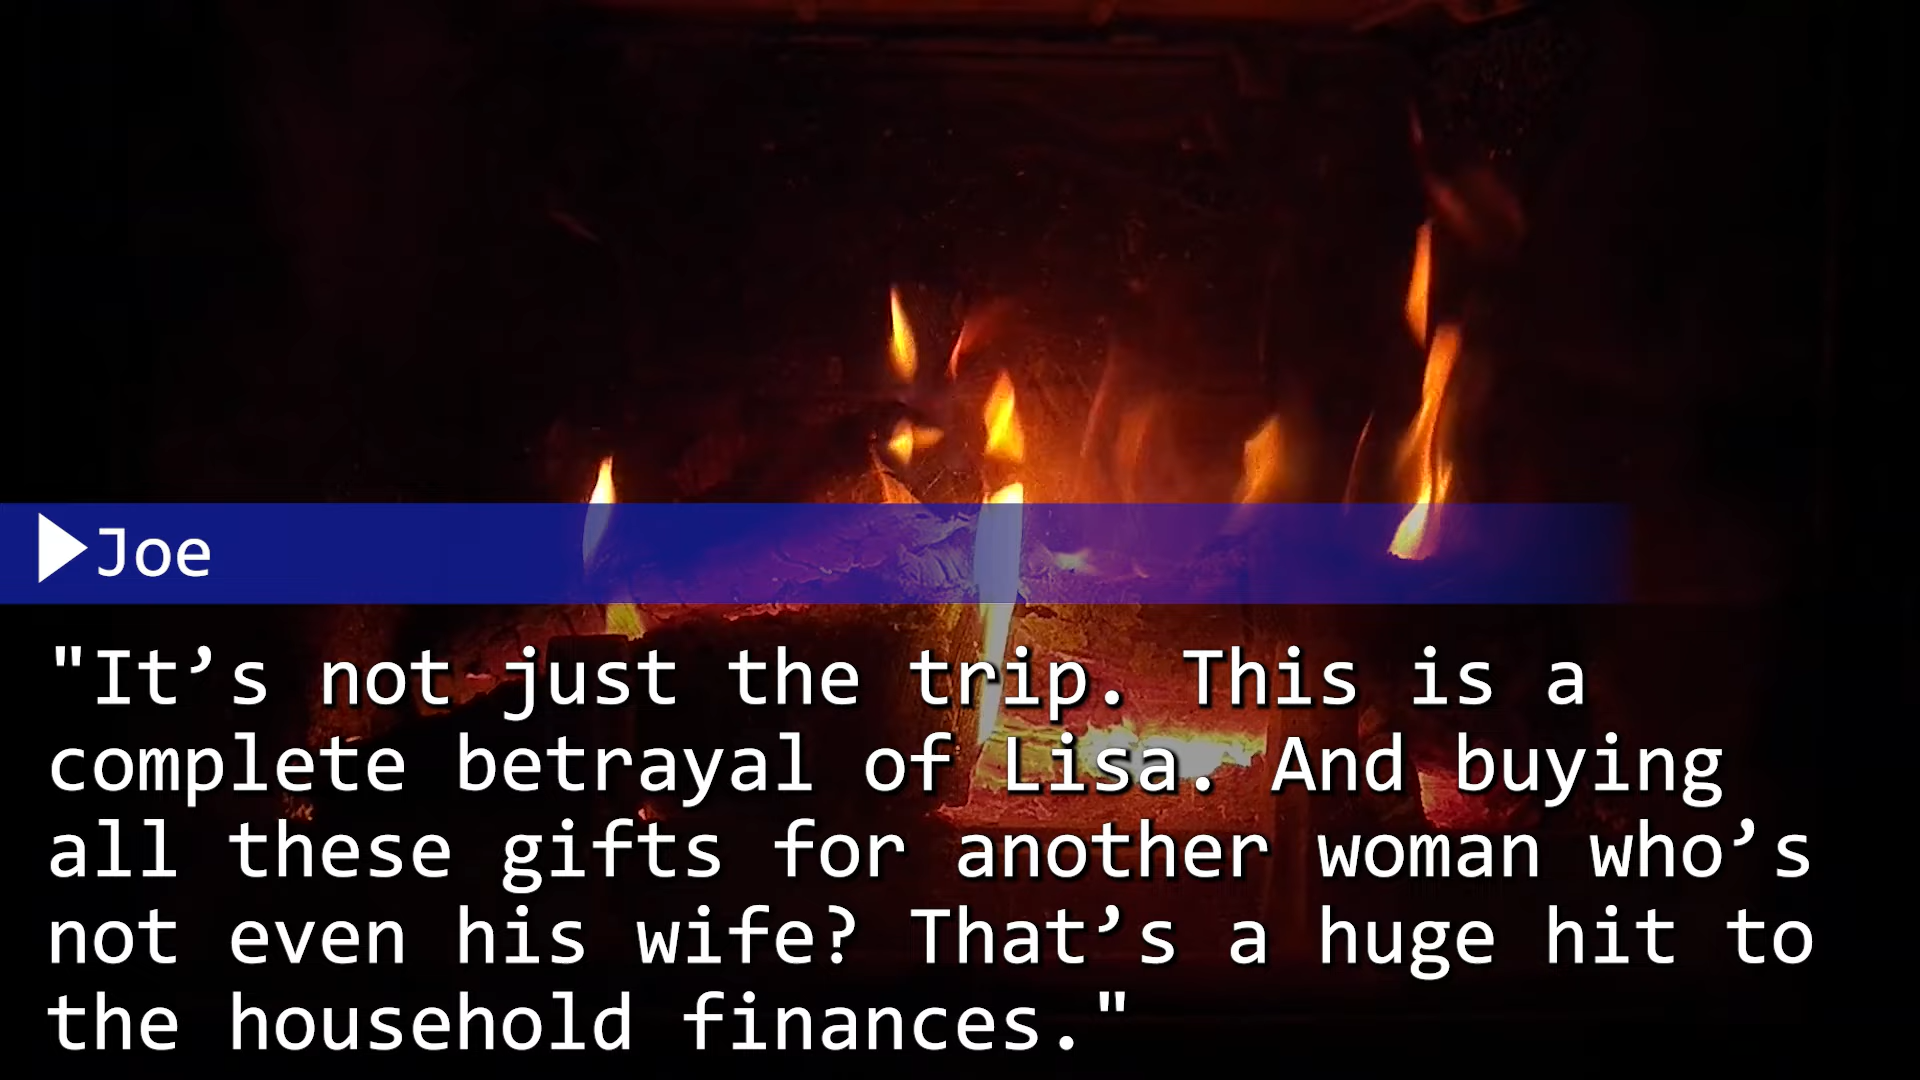 Joe
"It’s not just the trip. This is a
complete betrayal of Lisa. And buying
all these gifts for another woman who’s
not even his wife? That’s a huge hit to
the household finances."